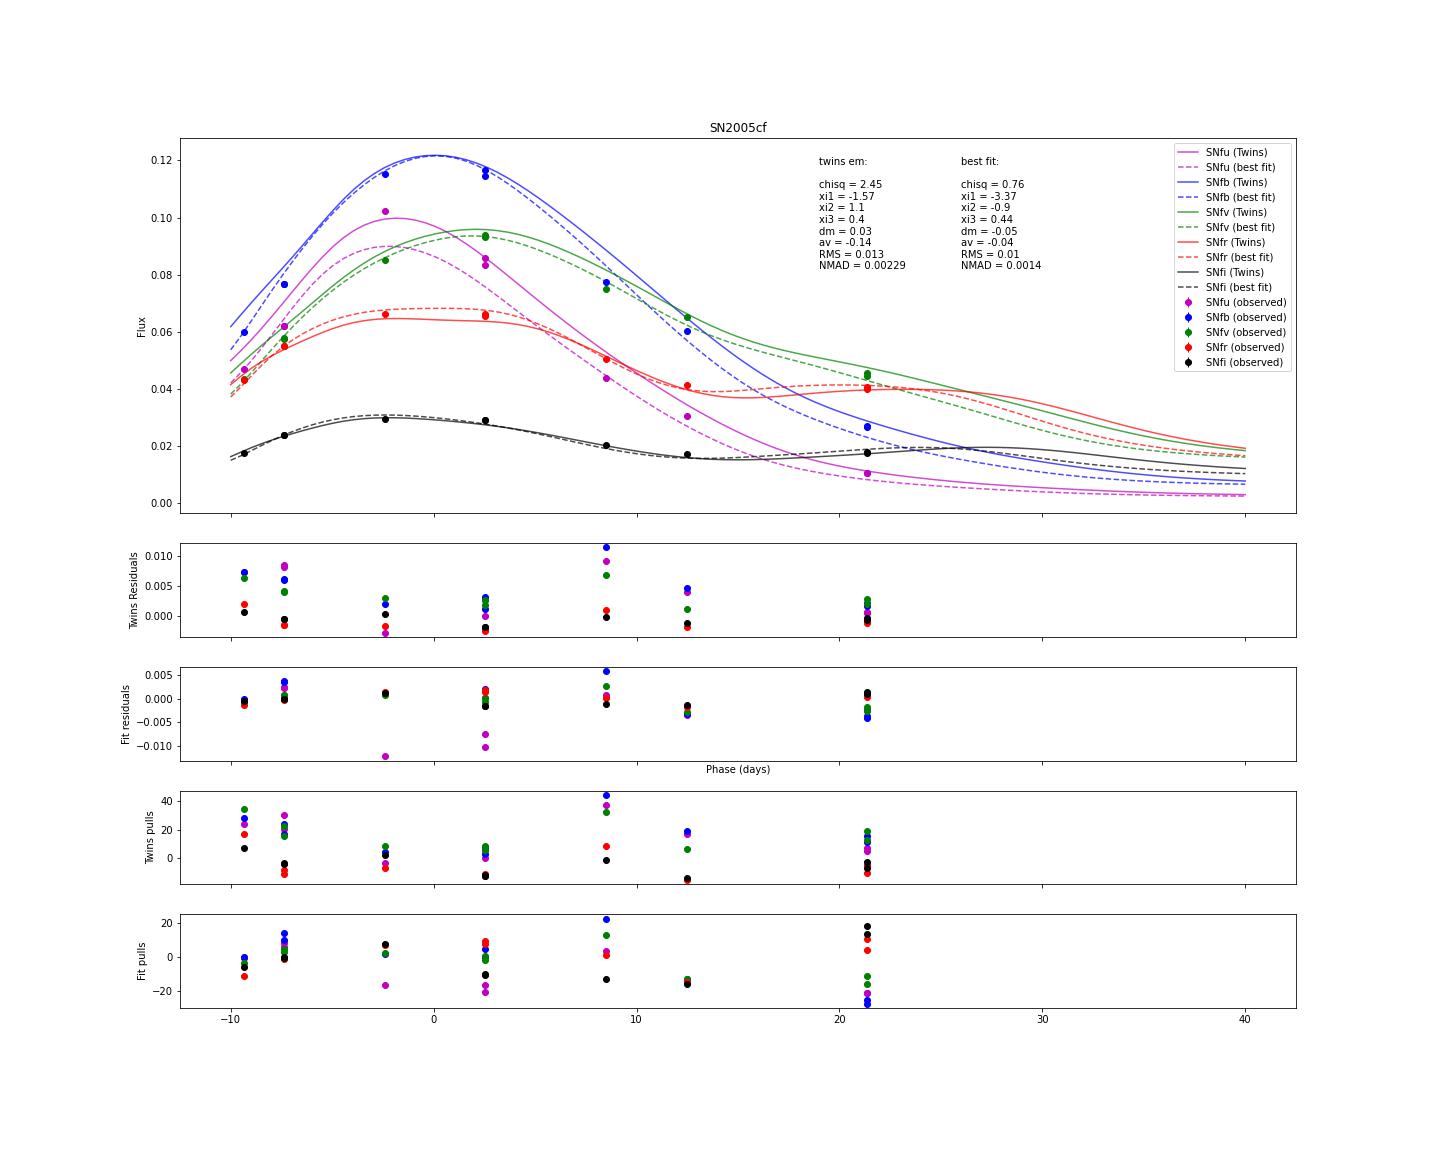 SN2005cf
Flux
0.12
0.10
0.08
0.06
0.04
0.02
0.00
twins em:
chisq = 2.45
xi1 = -1.57
xi2 = 1.1
xi3 = 0.4
dm = 0.03
av = -0.14
RMS = 0.013
NMAD = 0.00229
best fit:
chisq = 0.76
xi1 = -3.37
xi2 = -0.9
xi3 = 0.44
dm = -0.05
av = -0.04
RMS = 0.01
NMAD = 0.0014
SNfu (Twins)
SNfu (best fit)
SNfb (Twins)
SNfb (best fit)
SNfv (Twins)
SNfv (best fit)
SNfr (Twins)
SNfr (best fit)
SNfi (Twins)
SNfi (best fit)
SNfu (observed)
SNfb (observed)
SNfv (observed)
SNfr (observed)
SNfi (observed)
Twins Residuals
0.010
0.005
0.000
Fit residuals
0.005
0.000
−0.005
−0.010
Phase (days)
Twins pulls
40
20
0
Fit pulls
20
0
−20
−10
0
10
20
30
40